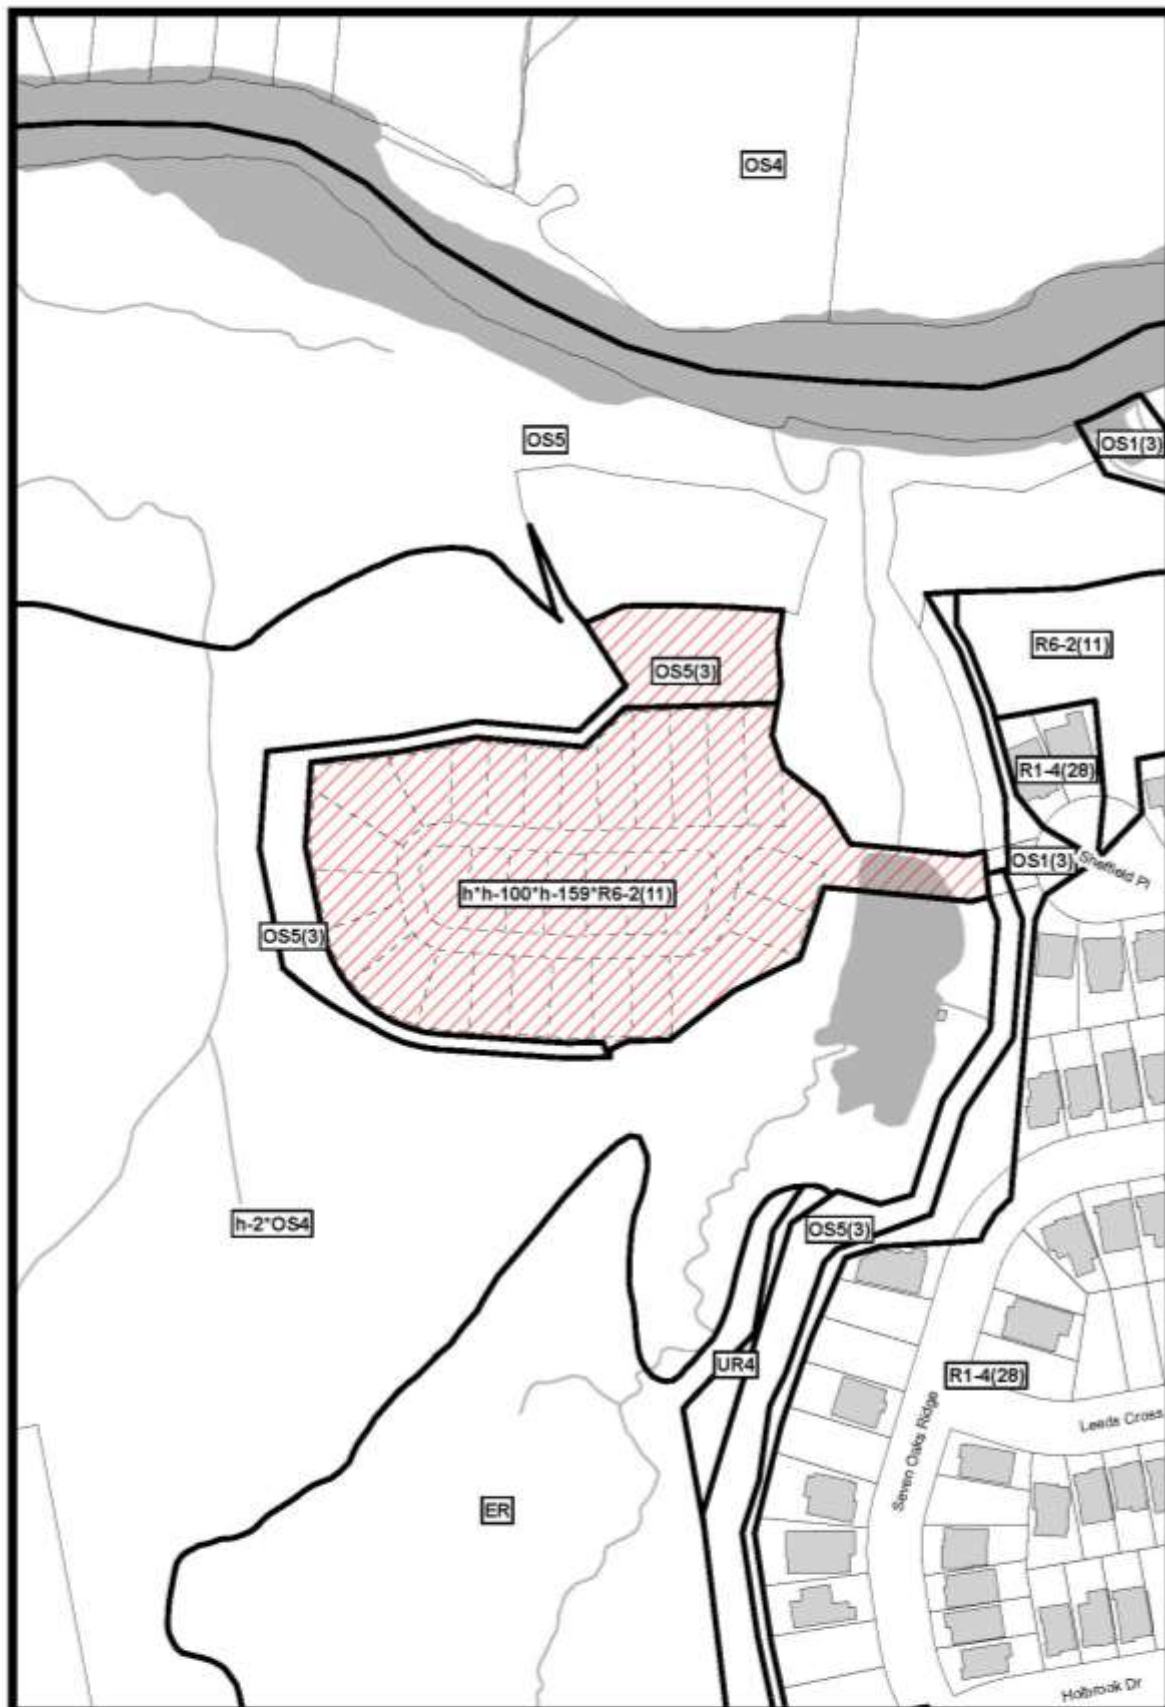 OS4
OS5
OS1(3)
R6-2(11)
OS5(3)
R1-4(28)
OS1(3)
Sheffield Pl
h*h-100*h-159*R6-2(11)
OS5(3)
h-2*OS4
OS5(3)
UR4
R1-4(28)
Seven Oaks Ridge
Leeds Cross
ER
Holbrook Dr